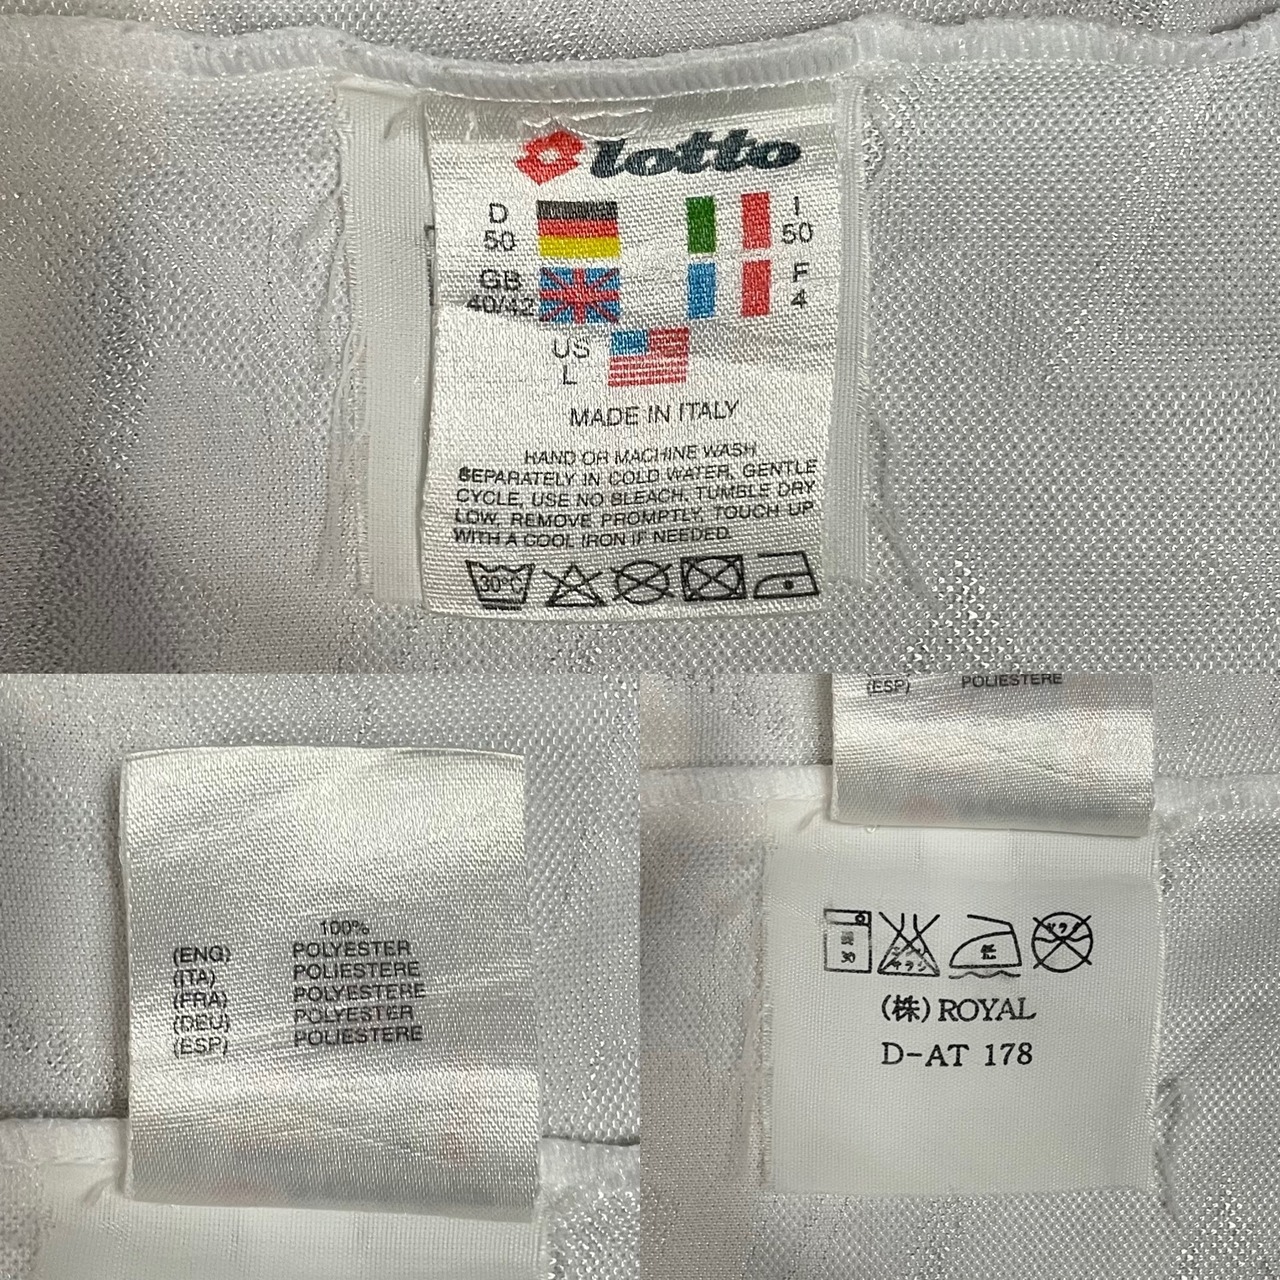 lotto
D
50
I
50
GB
40/42
F
4
US
L
MADE IN ITALY
HAND OR MACHINE WASH
SEPARATELY IN COLD WATER, GENTLE
CYCLE, USE NO BLEACH, TUMBLE DRY
LOW, REMOVE PROMPTLY, TOUCH UP
WITH A COOL IRON IF NEEDED.
30°C
100%
(ENG) POLYESTER
(ITA) POLIESTERE
(FRA) POLYESTERE
(DEU) POLYESTER
(ESP) POLIESTERE
(ESP) POLIESTERE
30
低
(株) ROYAL
D-AT 178